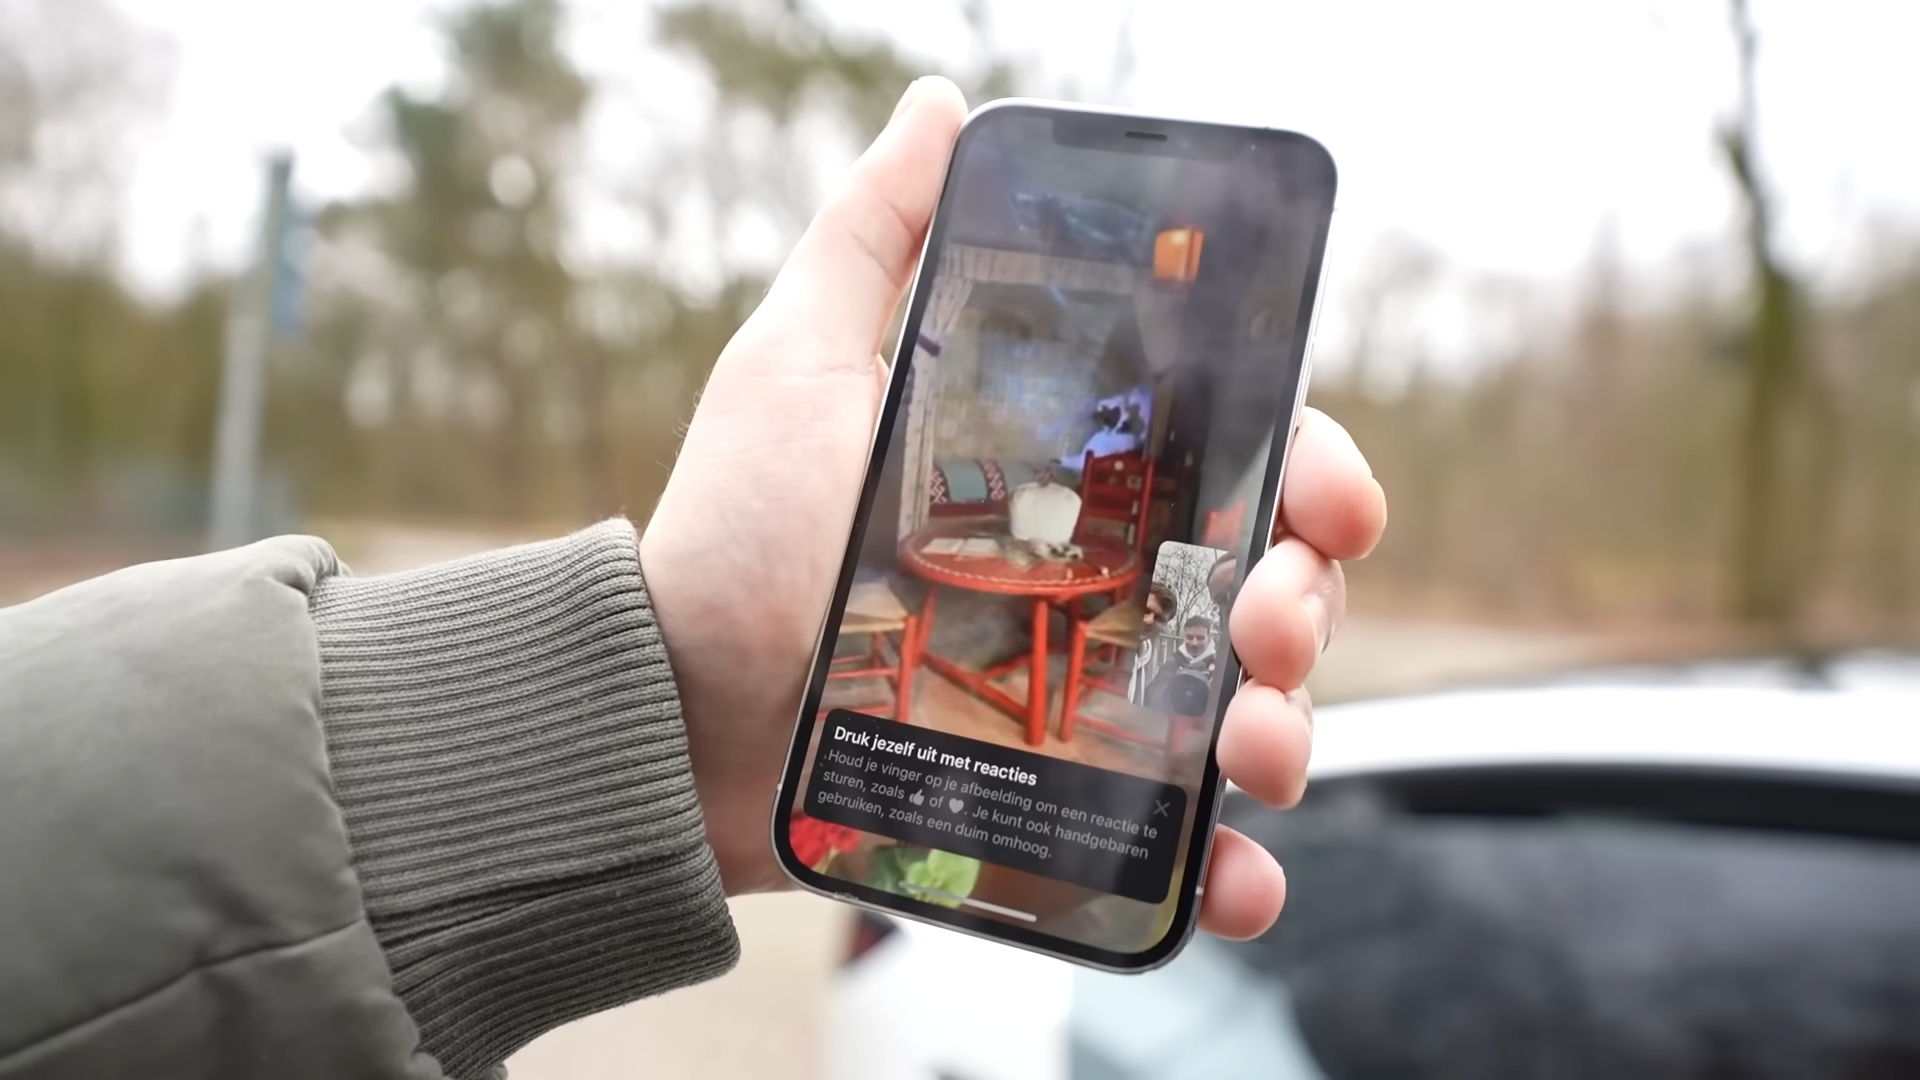 Druk jezelf uit met reacties
Houd je vinger op je afbeelding om een reactie te
sturen, zoals 👍 of ♥. Je kunt ook handgebaren
gebruiken, zoals een duim omhoog.